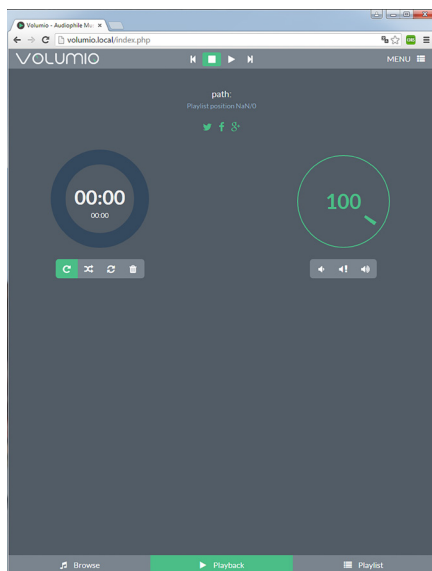 Volumio - Audiophile Mu
volumio.local/index.php
VOLUMIO
MENU
path:
Playlist position NaN/0
00:00
00:00
100
Browse
Playback
Playlist